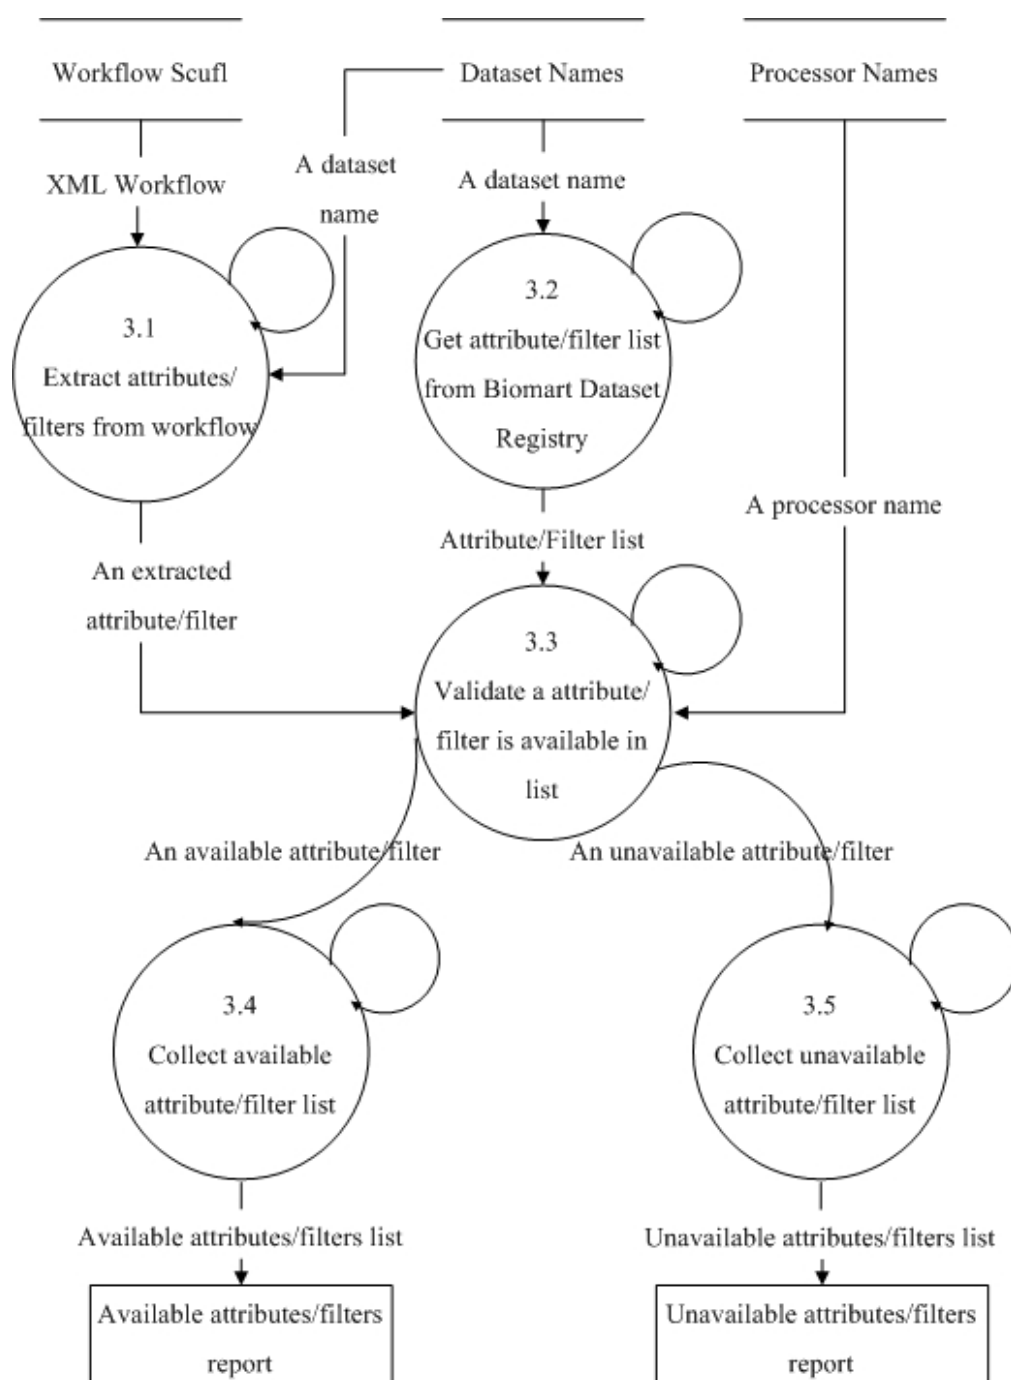 Workflow Scufl
Dataset Names
Processor Names
XML Workflow
A dataset
name
A dataset name
3.1
Extract attributes/
filters from workflow
3.2
Get attribute/filter list
from Biomart Dataset
Registry
A processor name
An extracted
attribute/filter
Attribute/Filter list
3.3
Validate a attribute/
filter is available in
list
An available attribute/filter
An unavailable attribute/filter
3.4
Collect available
attribute/filter list
3.5
Collect unavailable
attribute/filter list
Available attributes/filters list
Unavailable attributes/filters list
Available attributes/filters
report
Unavailable attributes/filters
report